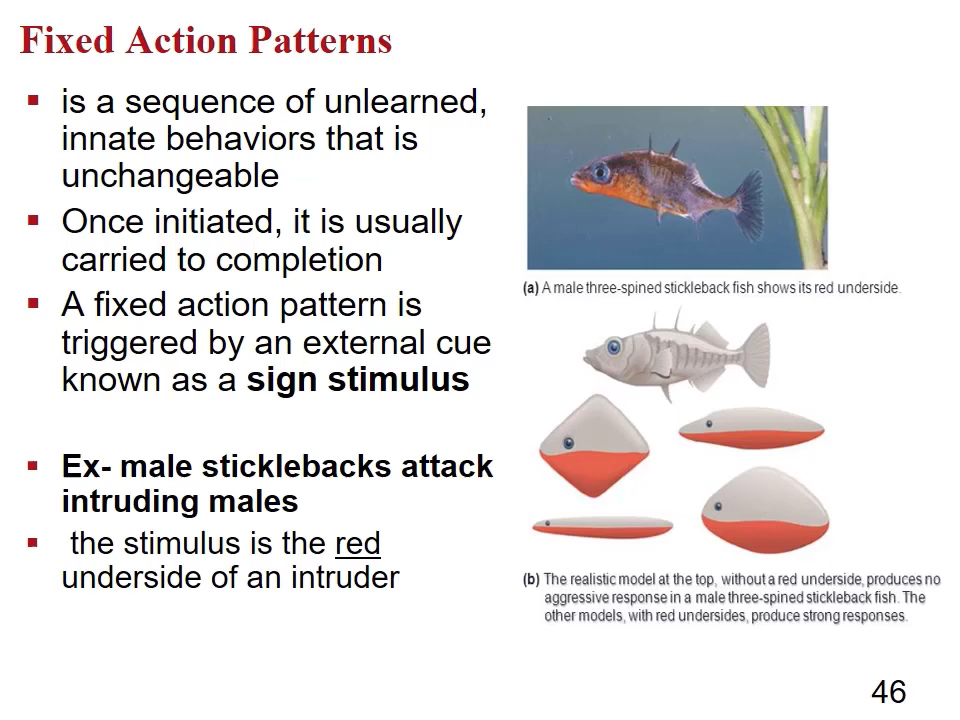 Fixed Action Patterns
▪ is a sequence of unlearned,
innate behaviors that is
unchangeable
▪ Once initiated, it is usually
carried to completion
▪ A fixed action pattern is
triggered by an external cue
known as a sign stimulus
▪ Ex- male sticklebacks attack
intruding males
▪ the stimulus is the red
underside of an intruder
(a) A male three-spined stickleback fish shows its red underside.
(b) The realistic model at the top, without a red underside, produces no
aggressive response in a male three-spined stickleback fish. The
other models, with red undersides, produce strong responses.
46